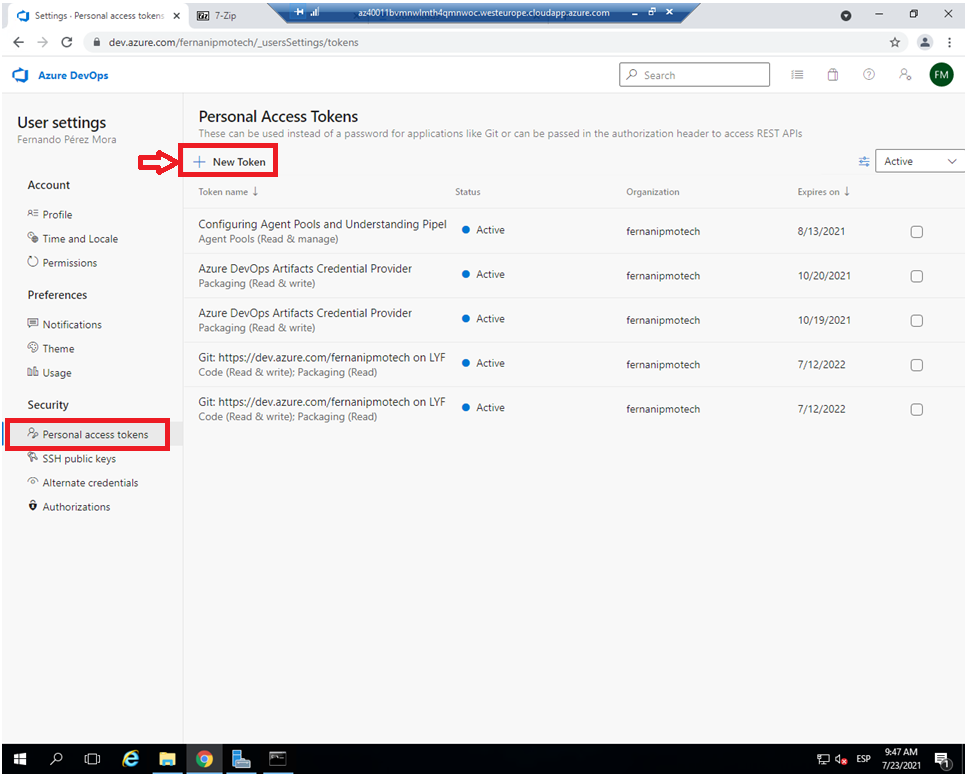 Settings · Personal access tokens
7-Zip
az40011bvmnwlmth4qmnwoc.westeurope.cloudapp.azure.com
dev.azure.com/fernanipmotech/_usersSettings/tokens
Azure DevOps
Search
FM
User settings
Fernando Pérez Mora
Account
Profile
Time and Locale
Permissions
Preferences
Notifications
Theme
Usage
Security
Personal access tokens
SSH public keys
Alternate credentials
Authorizations
Personal Access Tokens
These can be used instead of a password for applications like Git or can be passed in the authorization header to access REST APIs
New Token
Active
Token name ↓ Status Organization Expires on ↓
Configuring Agent Pools and Understanding Pipel
Agent Pools (Read & manage)
Active fernanipmotech 8/13/2021
Azure DevOps Artifacts Credential Provider
Packaging (Read & write)
Active fernanipmotech 10/20/2021
Azure DevOps Artifacts Credential Provider
Packaging (Read & write)
Active fernanipmotech 10/19/2021
Git: https://dev.azure.com/fernanipmotech on LYF
Code (Read & write); Packaging (Read)
Active fernanipmotech 7/12/2022
Git: https://dev.azure.com/fernanipmotech on LYF
Code (Read & write); Packaging (Read)
Active fernanipmotech 7/12/2022
ESP
9:47 AM
7/23/2021
1